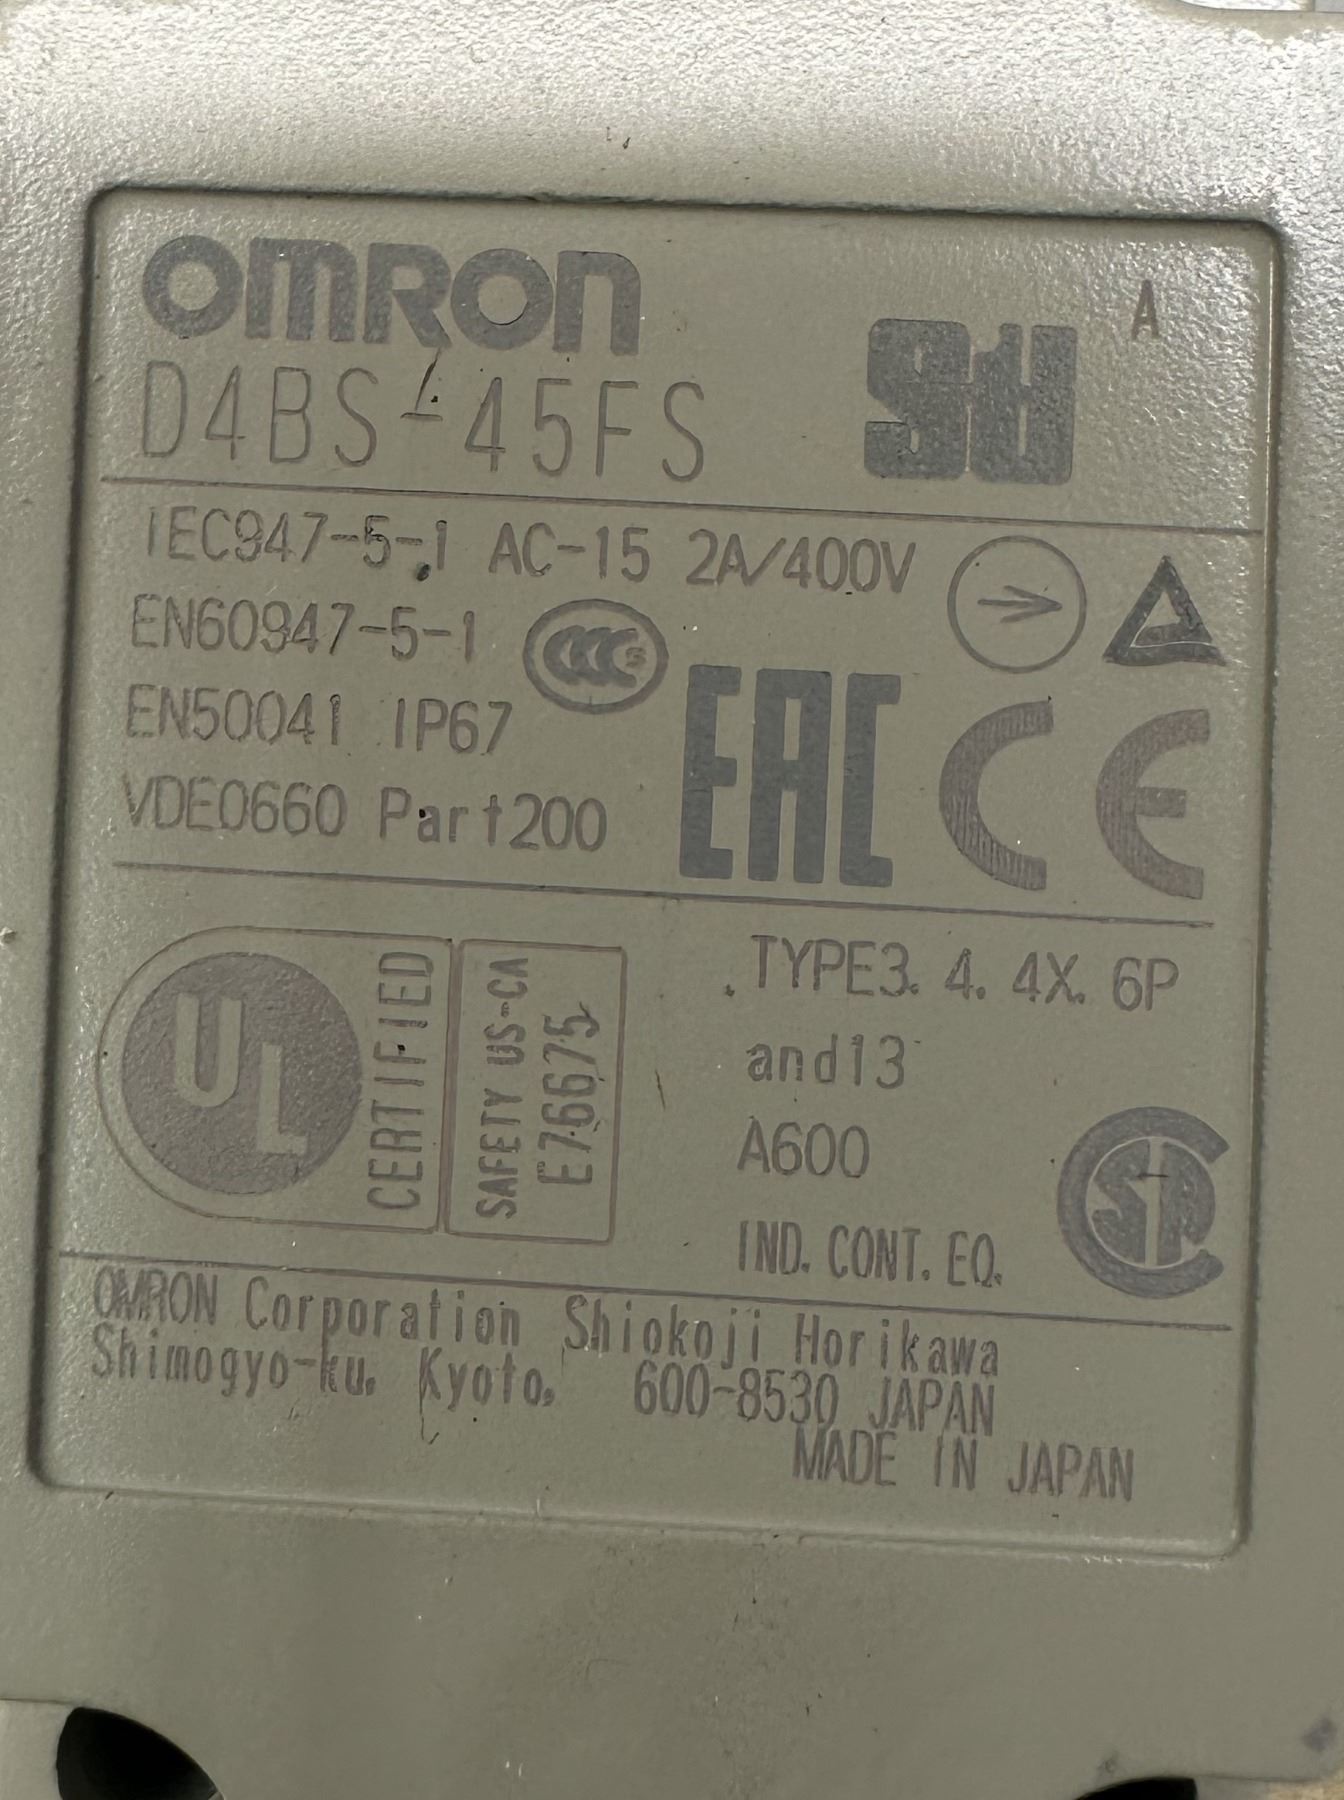 OMRON
A
D4BS-45FS
IEC947-5-1 AC-15 2A/400V
EN60947-5-1
CCC S
EN50041 IP67
VDE0660 Part200
EAC CE
UL
CERTIFIED
SAFETY US-CA
E76675
TYPE3. 4. 4X. 6P
and13
A600
IND. CONT. EQ.
OMRON Corporation Shiokoji Horikawa
Shimogyo-ku, Kyoto, 600-8530 JAPAN
MADE IN JAPAN